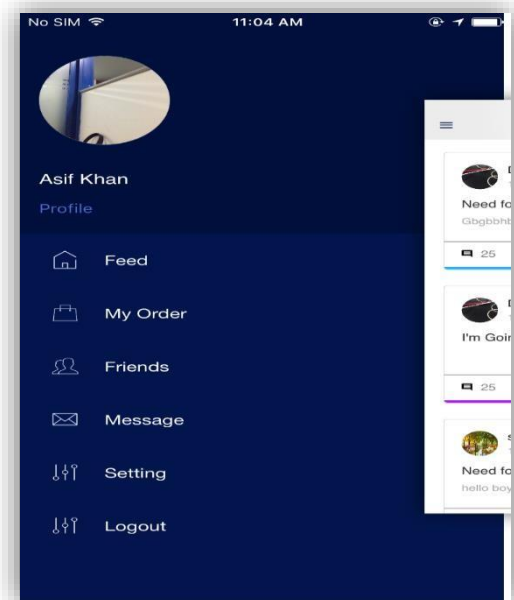 No SIM 11:04 AM
Asif Khan
Profile
Feed
My Order
Friends
Message
Setting
Logout
Need fo
Gbgbbhb
25
I'm Goin
25
Need fo
hello boy